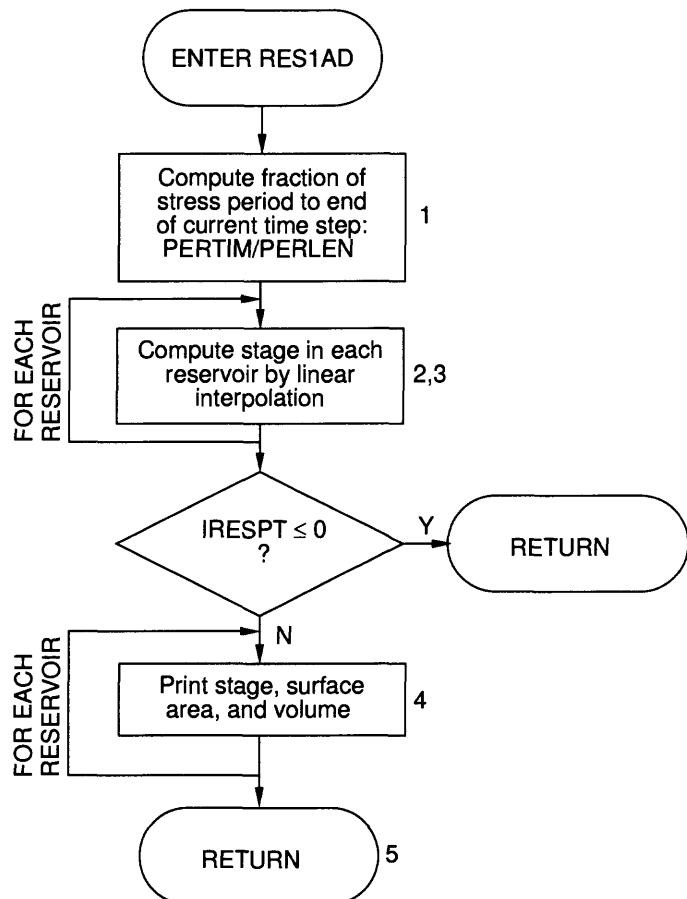 ENTER RES1AD
Compute fraction of
stress period to end
of current time step:
PERTIM/PERLEN
1
FOR EACH
RESERVOIR
Compute stage in each
reservoir by linear
interpolation
2,3
IRESPT ≤ 0
?
Y
RETURN
N
FOR EACH
RESERVOIR
Print stage, surface
area, and volume
4
RETURN
5